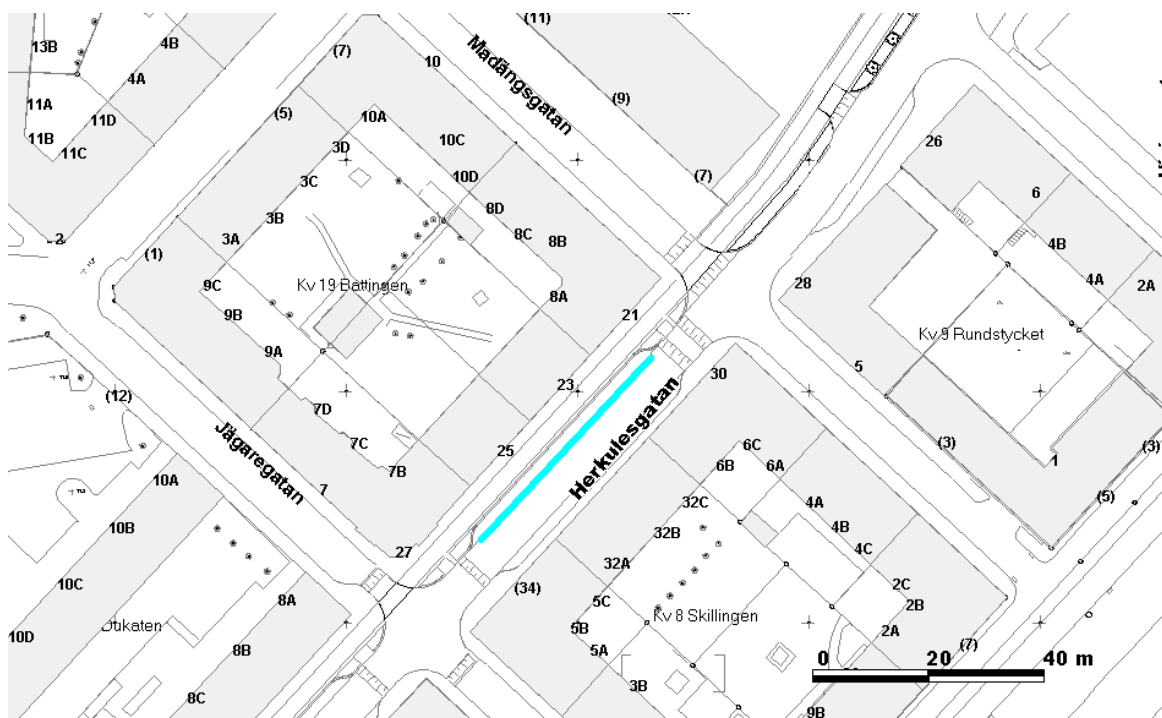 (11)
13B
4B
(7)
10
Madängsgatan
4A
11A
11D
(5)
(9)
11B
11C
10A
10C
26
3D
3C
10D
(7)
6
8D
3B
8C
8B
4B
2
3A
(1)
9C
Kv 19 Battingen
8A
28
4A
2A
9B
21
Kv 9 Rundstycket
9A
5
30
23
(12)
7D
Herkulesgatan
Jägaregatan
7C
25
6C
(3)
1
(3)
7B
6B
6A
10A
7
32C
4A
(5)
10B
32B
4B
27
32A
4C
10C
(34)
2C
8A
5C
2B
10D
Dukaten
5B
Kv 8 Skillingen
2A
8B
5A
(7)
0
20
40 m
3B
8C
9B